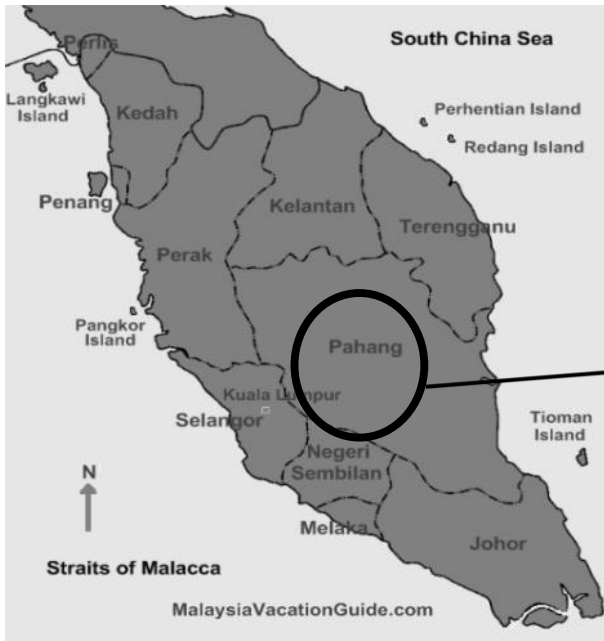 Perlis
South China Sea
Langkawi
Island
Kedah
Perhentian Island
Redang Island
Penang
Kelantan
Terengganu
Perak
Pangkor
Island
Pahang
Kuala Lumpur
Selangor
Tioman
Island
Negeri
Sembilan
N
Melaka
Johor
Straits of Malacca
MalaysiaVacationGuide.com